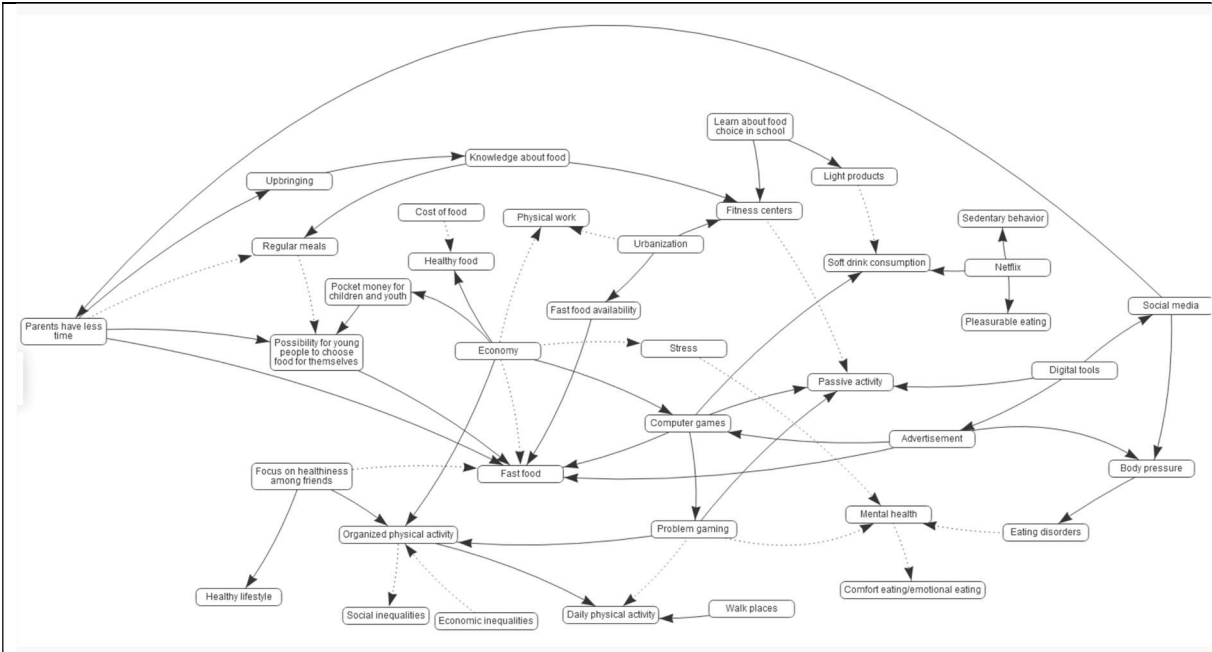 Learn about food
choice in school
Knowledge about food
Light products
Upbringing
Cost of food
Physical work
Fitness centers
Sedentary behavior
Regular meals
Urbanization
Healthy food
Soft drink consumption
Netflix
Pocket money for
children and youth
Fast food availability
Social media
Parents have less
time
Pleasurable eating
Possibility for young
people to choose
food for themselves
Economy
Stress
Digital tools
Passive activity
Computer games
Advertisement
Focus on healthiness
among friends
Fast food
Body pressure
Mental health
Organized physical activity
Problem gaming
Eating disorders
Comfort eating/emotional eating
Healthy lifestyle
Social inequalities
Economic inequalities
Daily physical activity
Walk places